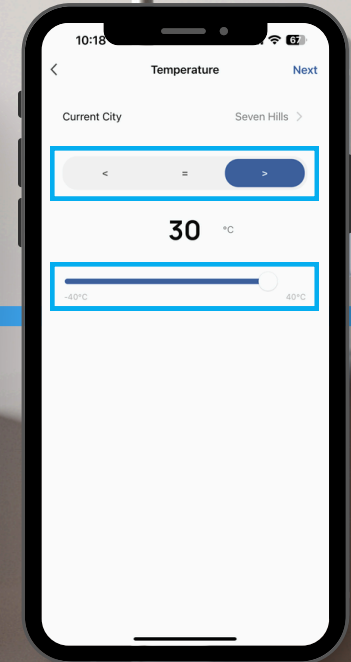 10:18
67
Temperature
Next
Current City
Seven Hills >
< = >
30 °C
-40°C
40°C